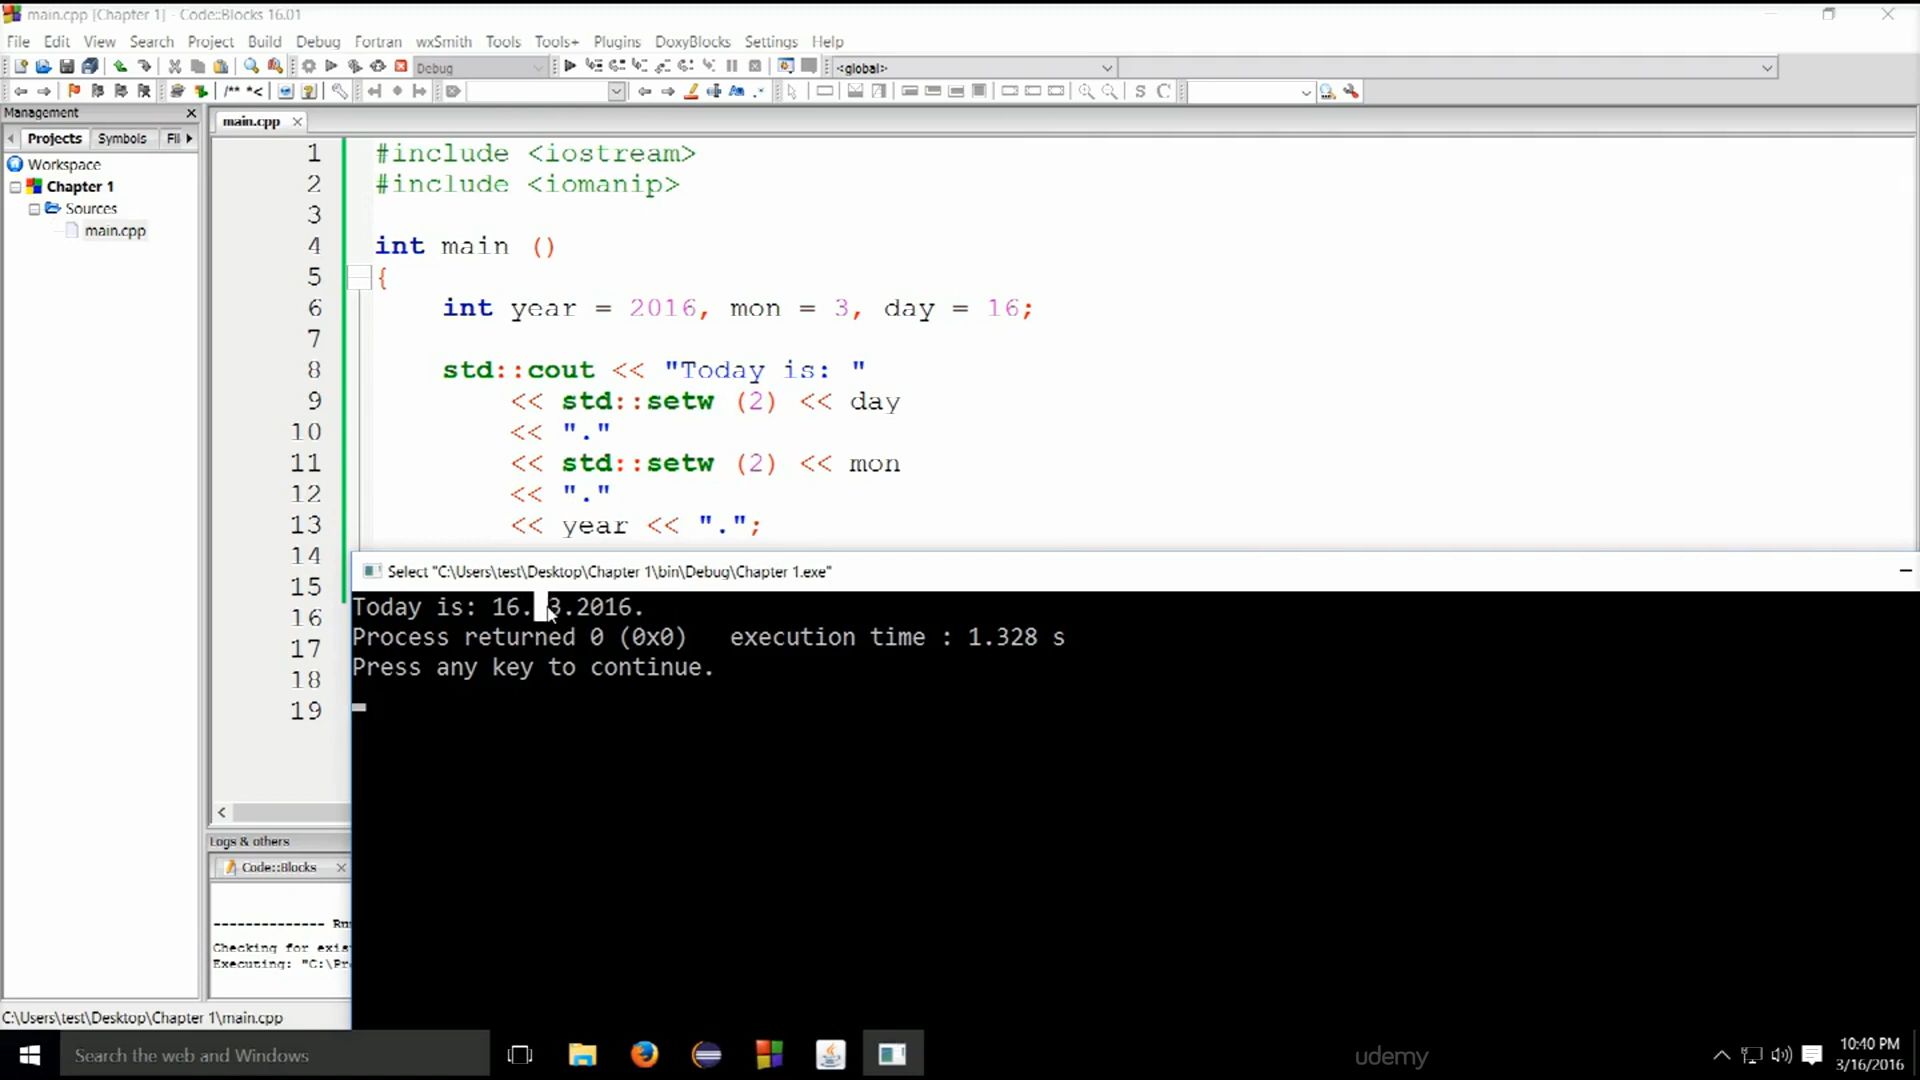 main.cpp [Chapter 1] - Code::Blocks 16.01
File Edit View Search Project Build Debug Fortran wxSmith Tools Tools+ Plugins DoxyBlocks Settings Help
Debug
<global>
/** *<
S C
Management
main.cpp
Projects Symbols Fil
Workspace
Chapter 1
Sources
main.cpp
1 #include <iostream>
2 #include <iomanip>
3
4 int main ()
5 {
6 int year = 2016, mon = 3, day = 16;
7
8 std::cout << "Today is: "
9 << std::setw (2) << day
10 << "."
11 << std::setw (2) << mon
12 << "."
13 << year << ".";
14
15
16
17
18
19
Select "C:\Users\test\Desktop\Chapter 1\bin\Debug\Chapter 1.exe"
Today is: 16. 3.2016.
Process returned 0 (0x0) execution time : 1.328 s
Press any key to continue.
Logs & others
Code::Blocks
-------------- Ru
Checking for exis
Executing: "C:\Pr
C:\Users\test\Desktop\Chapter 1\main.cpp
Search the web and Windows
udemy
10:40 PM
3/16/2016